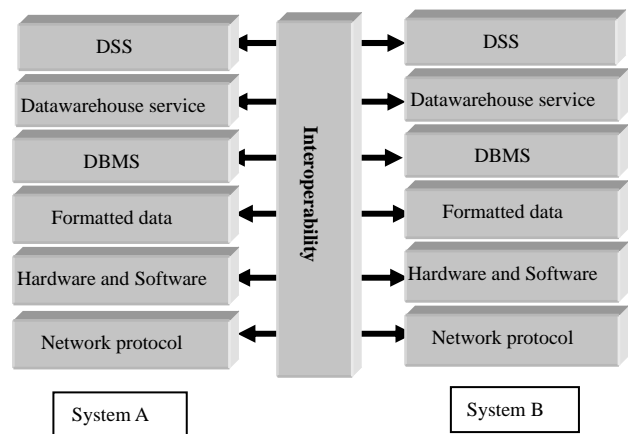 DSS
Datawarehouse service
DBMS
Formatted data
Hardware and Software
Network protocol
System A
Interoperability
DSS
Datawarehouse service
DBMS
Formatted data
Hardware and Software
Network protocol
System B